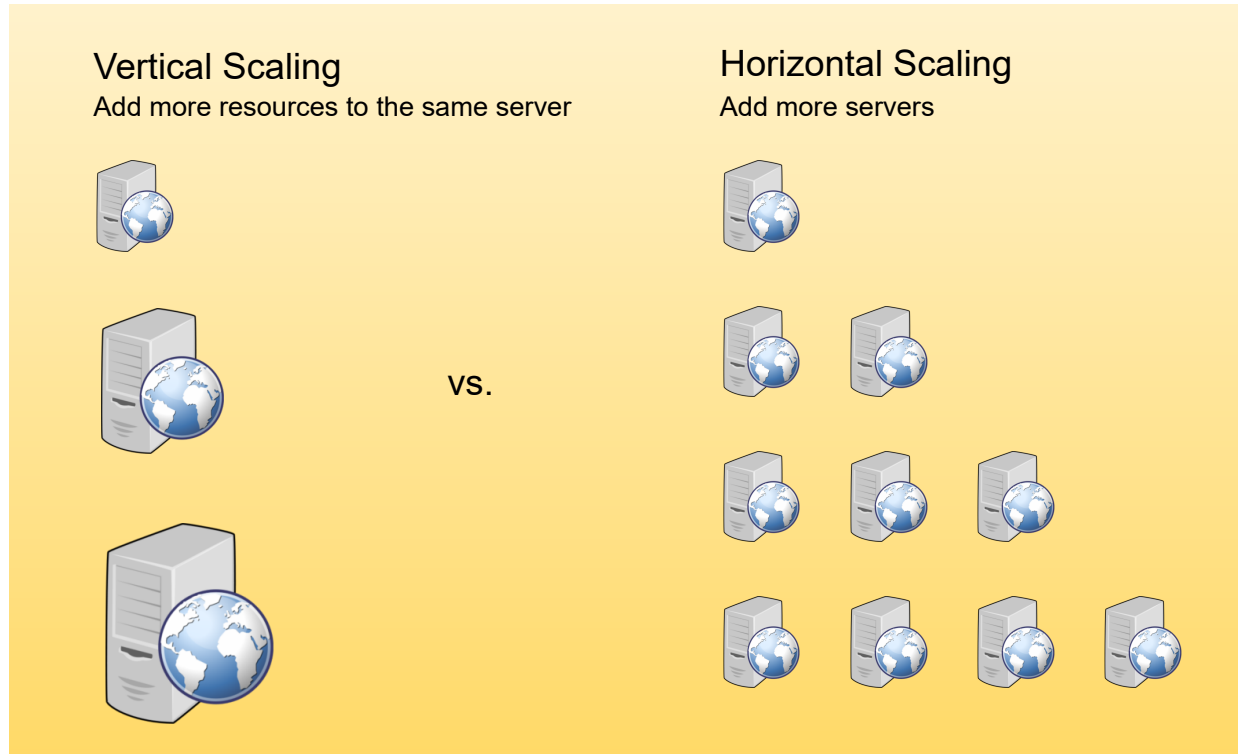 Vertical Scaling
Add more resources to the same server
vs.
Horizontal Scaling
Add more servers